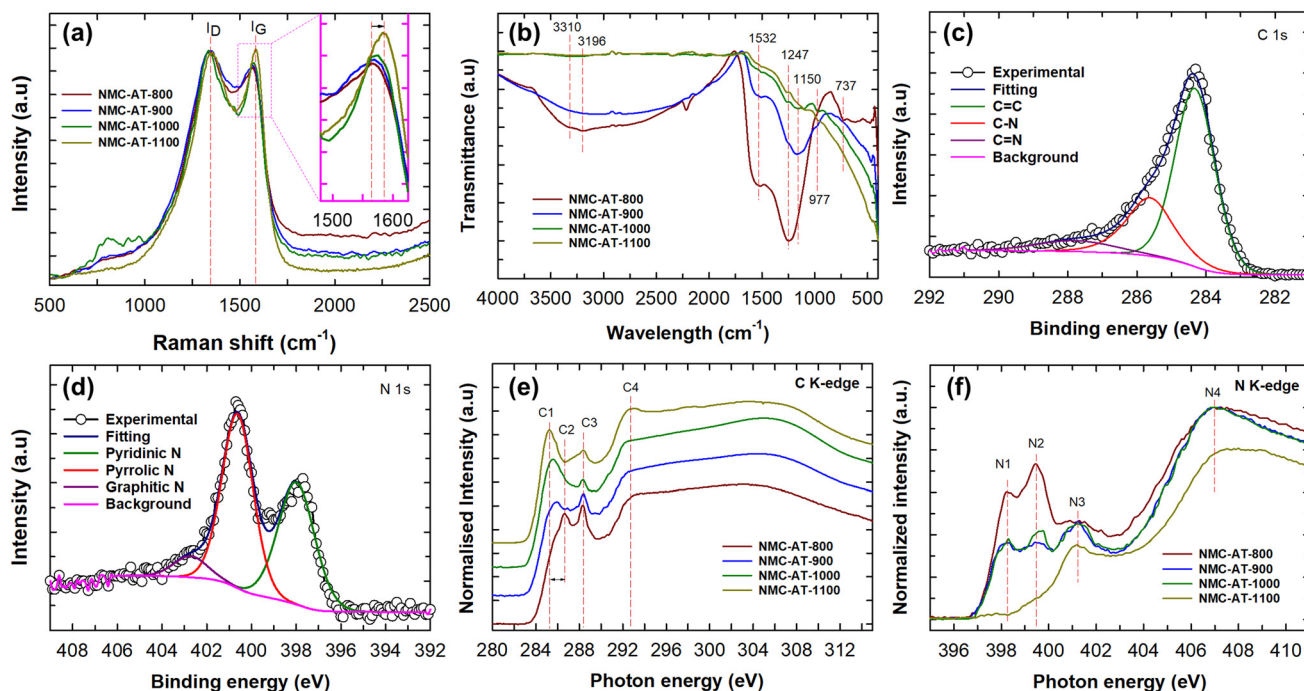 (a)
I_D
I_G
NMC-AT-800
NMC-AT-900
NMC-AT-1000
NMC-AT-1100
1500 1600
Intensity (a.u)
500 1000 1500 2000 2500
Raman shift (cm⁻¹)
(b)
3310
3196
1532
1247
1150
737
977
NMC-AT-800
NMC-AT-900
NMC-AT-1000
NMC-AT-1100
Transmittance (a.u)
4000 3500 3000 2500 2000 1500 1000 500
Wavelength (cm⁻¹)
(c)
C 1s
Experimental
Fitting
C=C
C-N
C=N
Background
Intensity (a.u)
292 290 288 286 284 282
Binding energy (eV)
(d)
N 1s
Experimental
Fitting
Pyridinic N
Pyrrolic N
Graphitic N
Background
Intensity (a.u)
408 406 404 402 400 398 396 394 392
Binding energy (eV)
(e)
C K-edge
C1
C2
C3
C4
NMC-AT-800
NMC-AT-900
NMC-AT-1000
NMC-AT-1100
Normalised Intensity (a.u.)
280 284 288 292 296 300 304 308 312
Photon energy (eV)
(f)
N K-edge
N1
N2
N3
N4
NMC-AT-800
NMC-AT-900
NMC-AT-1000
NMC-AT-1100
Normalized intensity (a.u.)
396 398 400 402 404 406 408 410
Photon energy (eV)